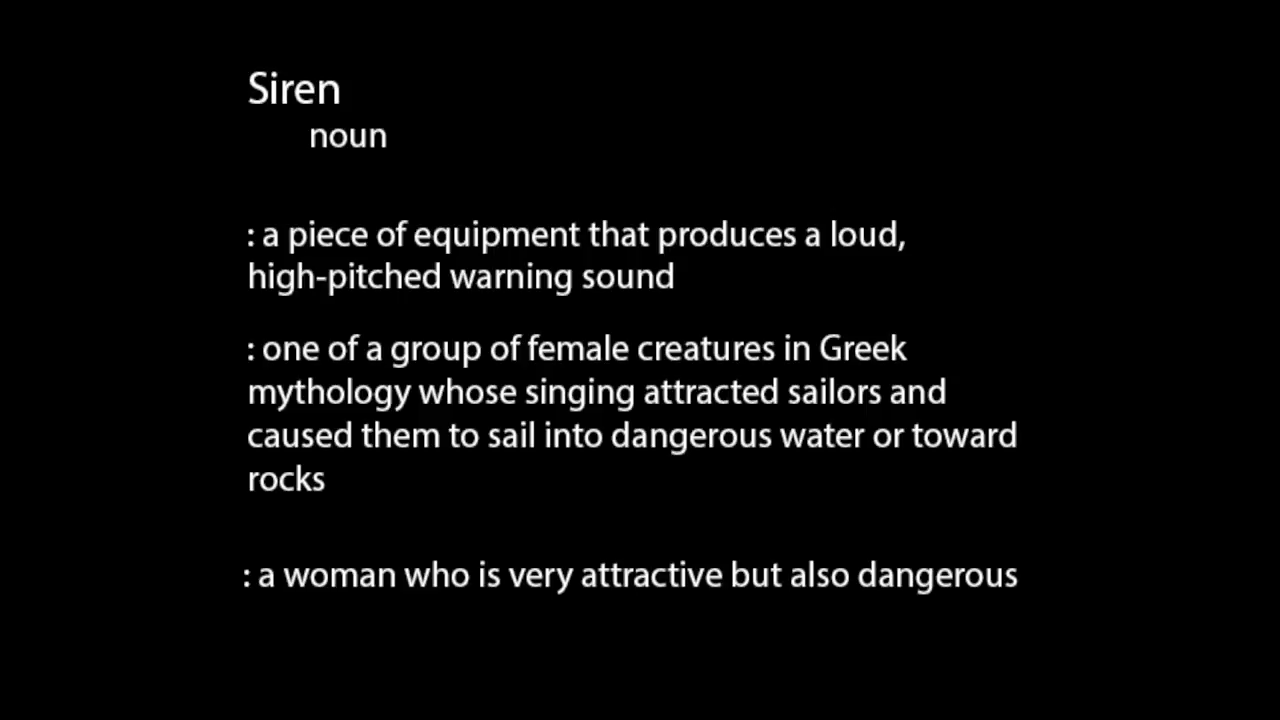 Siren
noun
: a piece of equipment that produces a loud,
high-pitched warning sound
: one of a group of female creatures in Greek
mythology whose singing attracted sailors and
caused them to sail into dangerous water or toward
rocks
: a woman who is very attractive but also dangerous